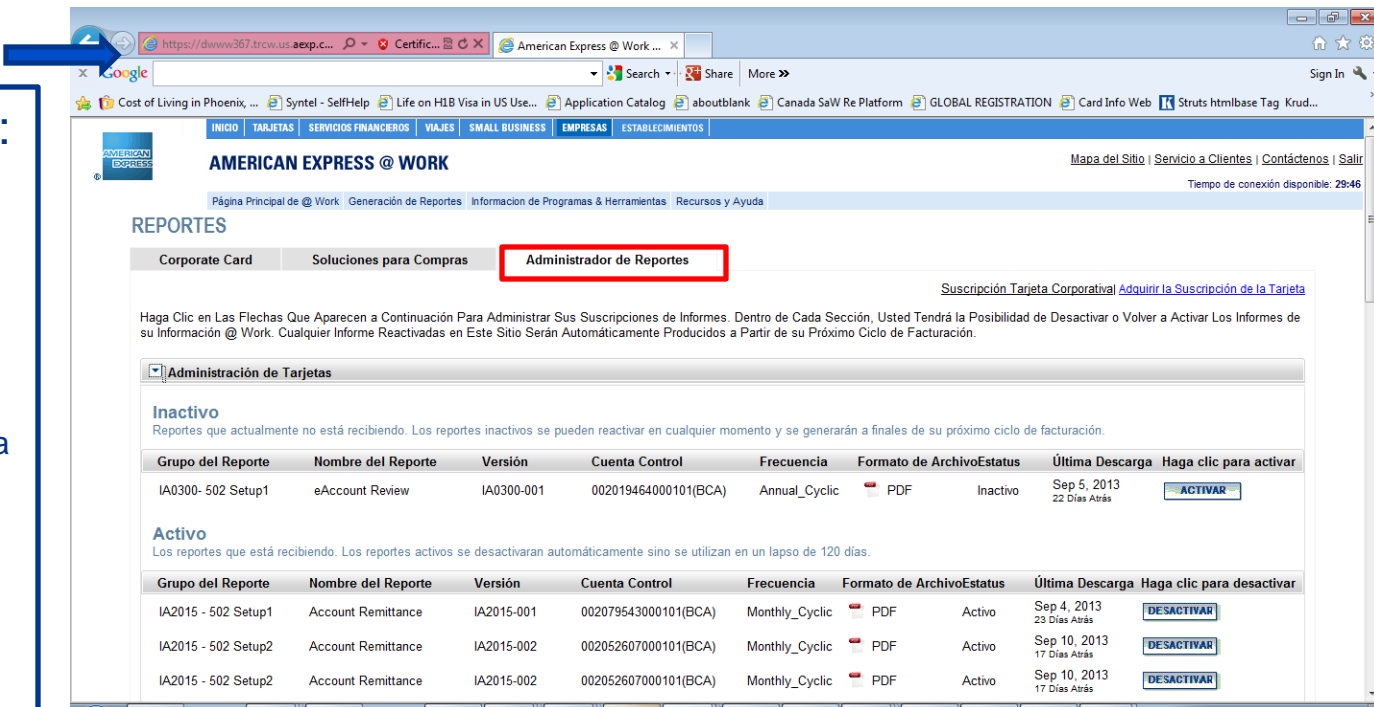 https://dwww367.trcw.us.aexp.c... Certific... American Express @ Work ...
x Google Search Share More >> Sign In
Cost of Living in Phoenix, ... Syntel - SelfHelp Life on H1B Visa in US Use... Application Catalog aboutblank Canada SaW Re Platform GLOBAL REGISTRATION Card Info Web Struts htmlbase Tag Krud...
:
INICIO TARJETAS SERVICIOS FINANCIEROS VIAJES SMALL BUSINESS EMPRESAS ESTABLECIMIENTOS
AMERICAN EXPRESS
®
AMERICAN EXPRESS @ WORK
Mapa del Sitio | Servicio a Clientes | Contáctenos | Salir
Tiempo de conexión disponible: 29:46
Página Principal de @ Work Generación de Reportes Informacion de Programas & Herramientas Recursos y Ayuda
REPORTES
Corporate Card Soluciones para Compras Administrador de Reportes
Suscripción Tarjeta Corporativa| Adquirir la Suscripción de la Tarjeta
Haga Clic en Las Flechas Que Aparecen a Continuación Para Administrar Sus Suscripciones de Informes. Dentro de Cada Sección, Usted Tendrá la Posibilidad de Desactivar o Volver a Activar Los Informes de
su Información @ Work. Cualquier Informe Reactivadas en Este Sitio Serán Automáticamente Producidos a Partir de su Próximo Ciclo de Facturación.
Administración de Tarjetas
Inactivo
Reportes que actualmente no está recibiendo. Los reportes inactivos se pueden reactivar en cualquier momento y se generarán a finales de su próximo ciclo de facturación.
a
Grupo del Reporte Nombre del Reporte Versión Cuenta Control Frecuencia Formato de ArchivoEstatus Última Descarga Haga clic para activar
IA0300- 502 Setup1 eAccount Review IA0300-001 002019464000101(BCA) Annual_Cyclic PDF Inactivo Sep 5, 2013 ACTIVAR
22 Días Atrás
Activo
Los reportes que está recibiendo. Los reportes activos se desactivaran automáticamente sino se utilizan en un lapso de 120 días.
Grupo del Reporte Nombre del Reporte Versión Cuenta Control Frecuencia Formato de ArchivoEstatus Última Descarga Haga clic para desactivar
IA2015 - 502 Setup1 Account Remittance IA2015-001 002079543000101(BCA) Monthly_Cyclic PDF Activo Sep 4, 2013 DESACTIVAR
23 Días Atrás
IA2015 - 502 Setup2 Account Remittance IA2015-002 002052607000101(BCA) Monthly_Cyclic PDF Activo Sep 10, 2013 DESACTIVAR
17 Días Atrás
IA2015 - 502 Setup2 Account Remittance IA2015-002 002052607000101(BCA) Monthly_Cyclic PDF Activo Sep 10, 2013 DESACTIVAR
17 Días Atrás